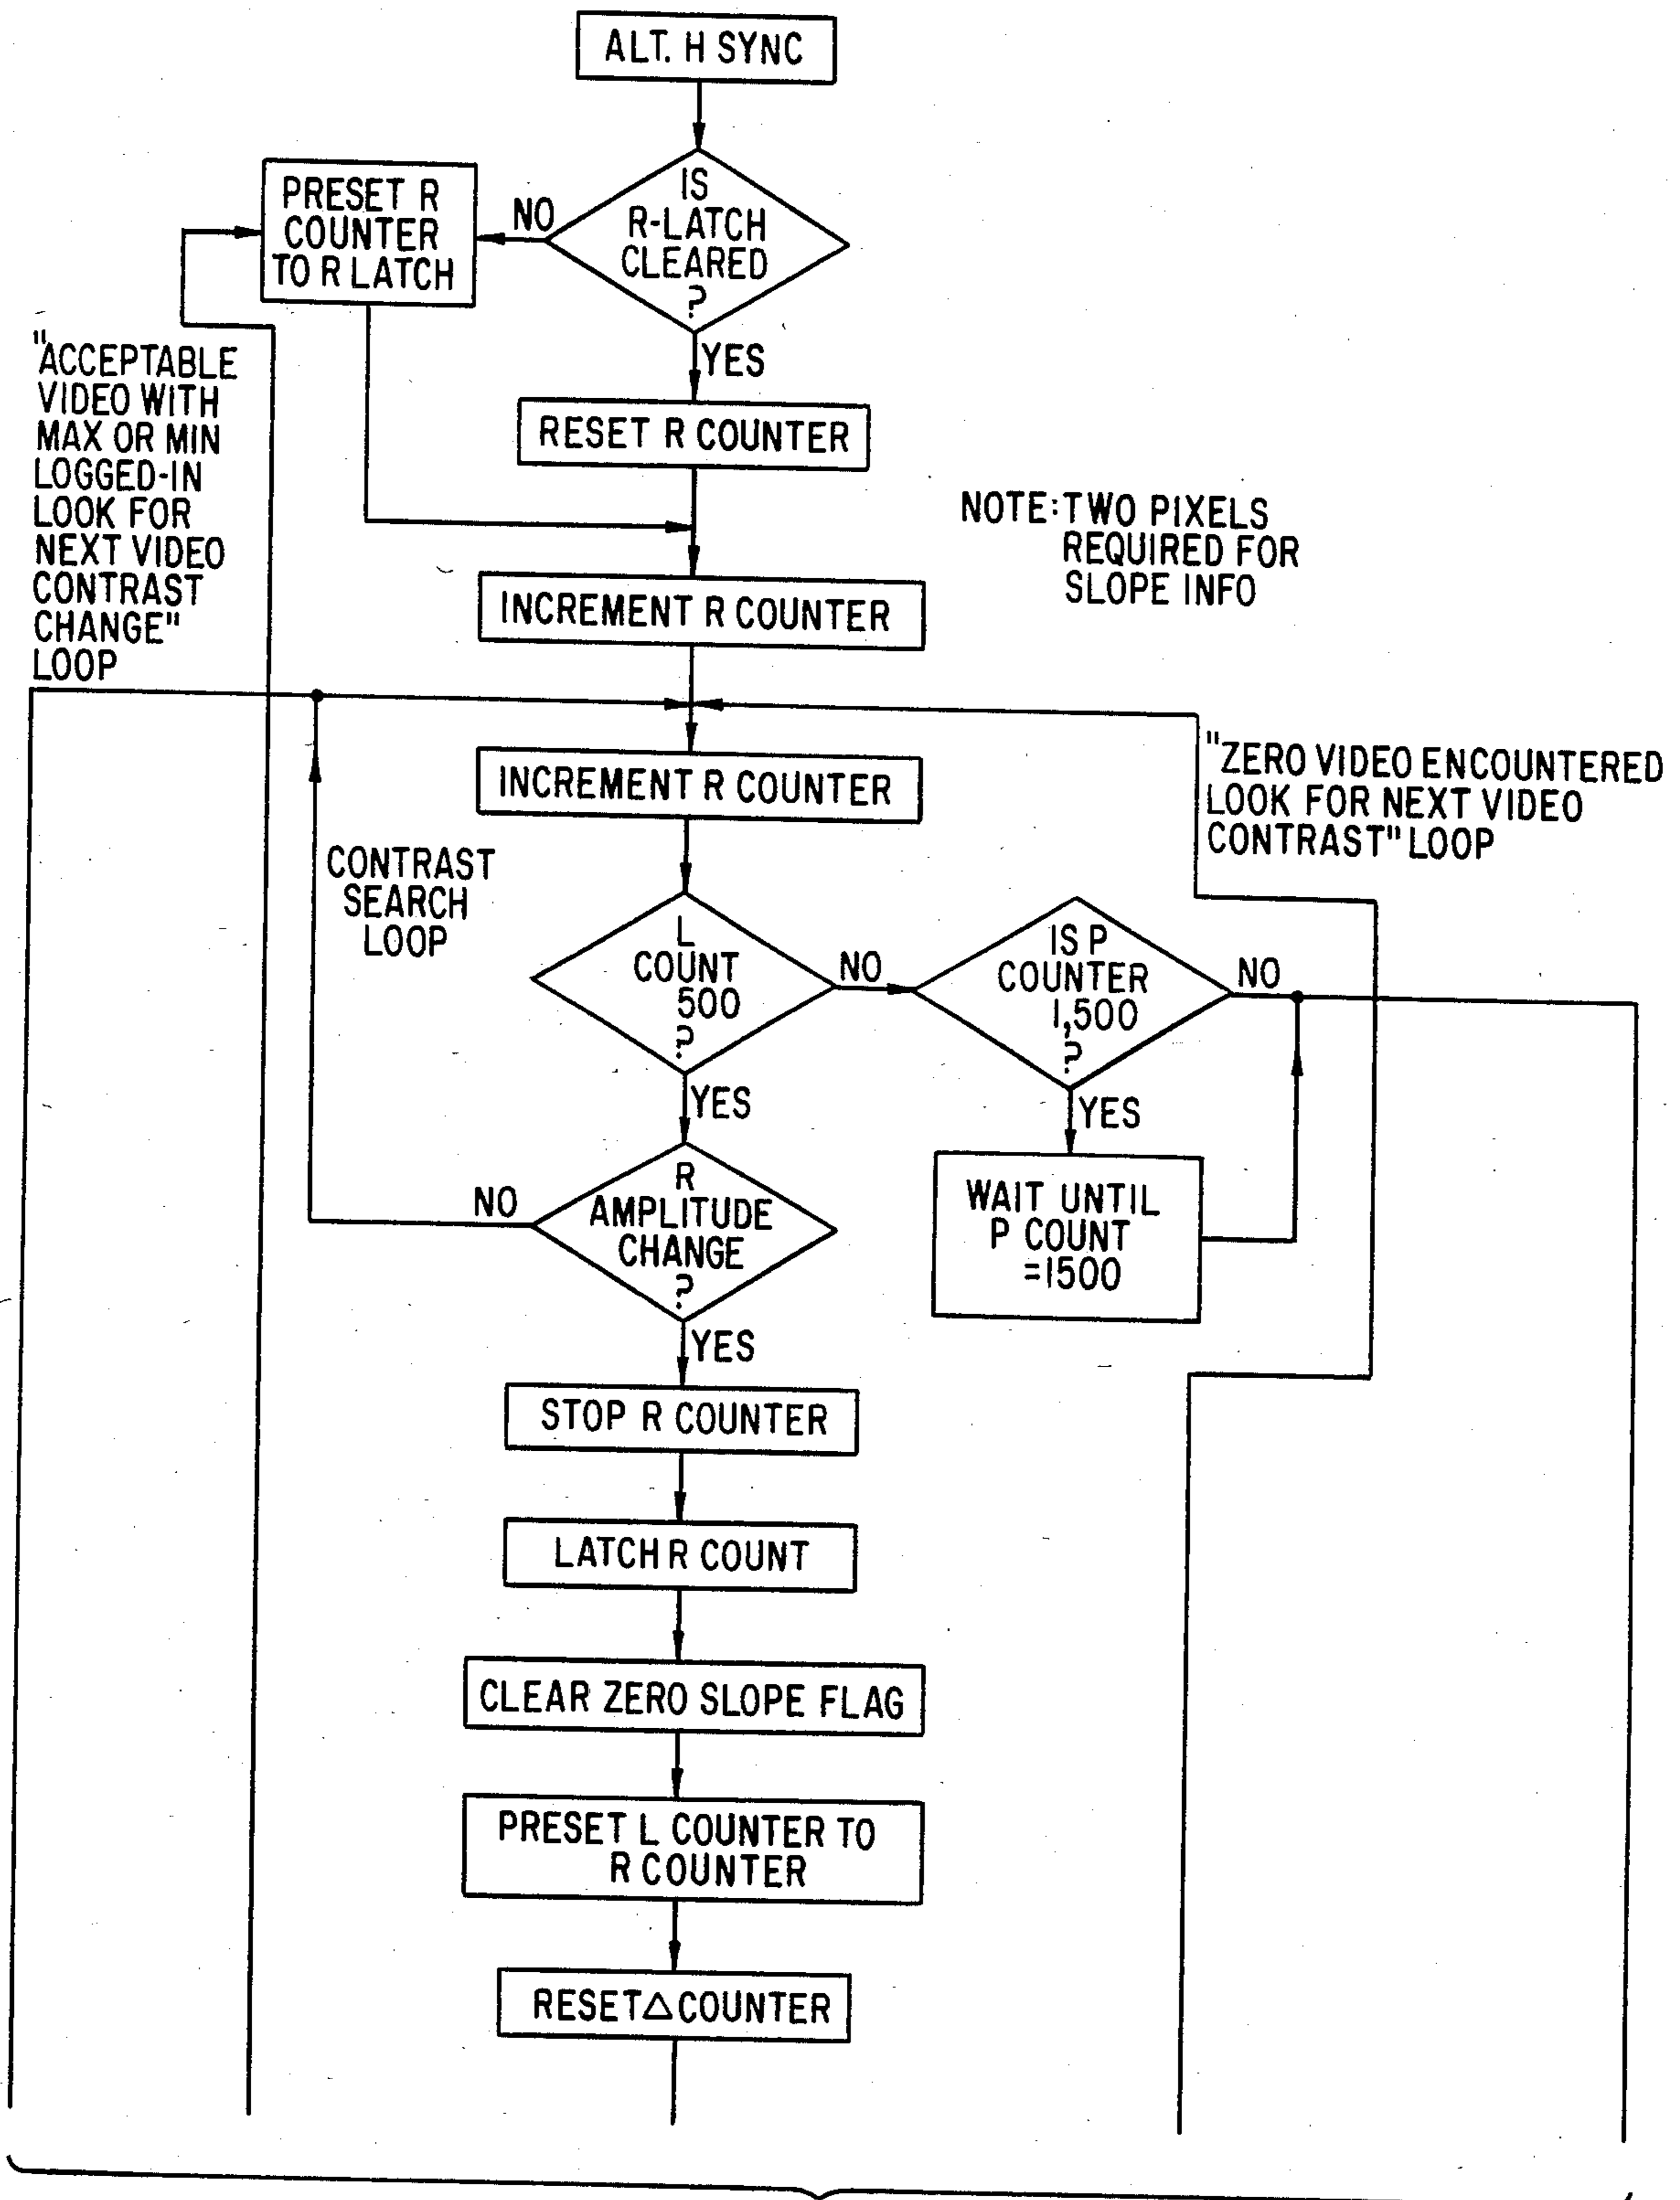 ALT. H SYNC
IS
R-LATCH
CLEARED
?
NO
PRESET R
COUNTER
TO R LATCH
YES
RESET R COUNTER
"ACCEPTABLE
VIDEO WITH
MAX OR MIN
LOGGED-IN
LOOK FOR
NEXT VIDEO
CONTRAST
CHANGE"
LOOP
NOTE: TWO PIXELS
REQUIRED FOR
SLOPE INFO
INCREMENT R COUNTER
INCREMENT R COUNTER
"ZERO VIDEO ENCOUNTERED
LOOK FOR NEXT VIDEO
CONTRAST" LOOP
CONTRAST
SEARCH
LOOP
L
COUNT
500
?
NO
IS P
COUNTER
1,500
?
NO
YES
YES
WAIT UNTIL
P COUNT
=1500
R
AMPLITUDE
CHANGE
?
NO
YES
STOP R COUNTER
LATCH R COUNT
CLEAR ZERO SLOPE FLAG
PRESET L COUNTER TO
R COUNTER
RESET △ COUNTER